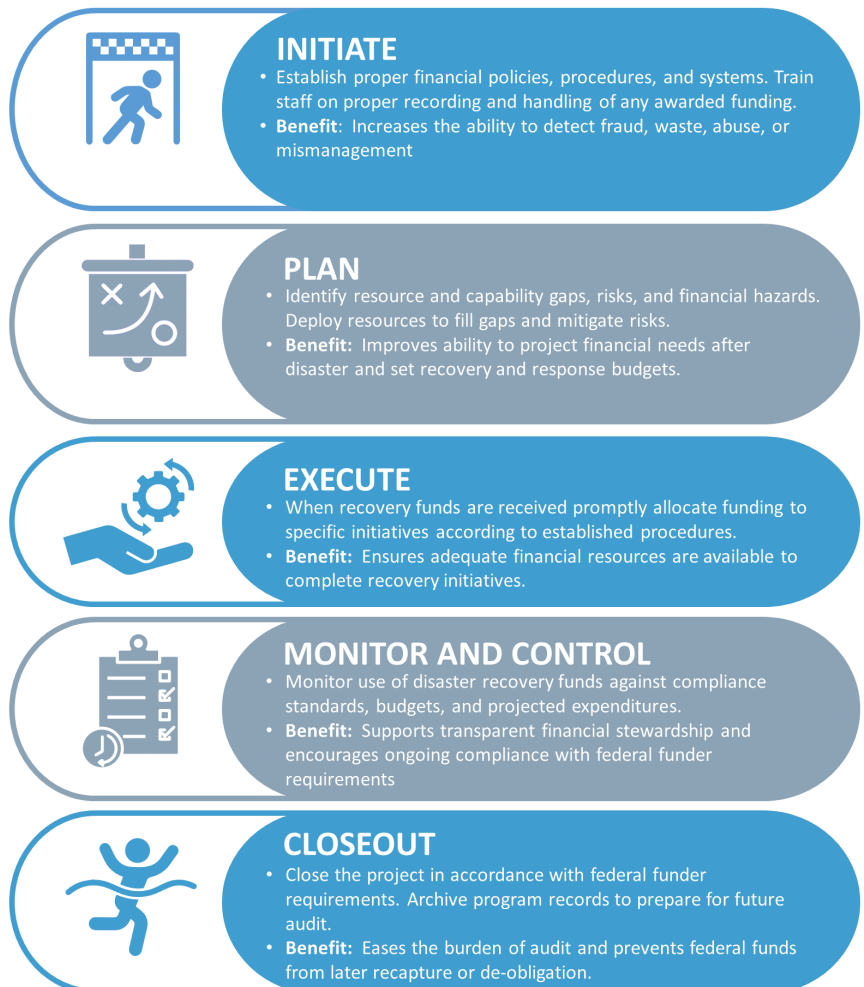 INITIATE
• Establish proper financial policies, procedures, and systems. Train
staff on proper recording and handling of any awarded funding.
• Benefit: Increases the ability to detect fraud, waste, abuse, or
mismanagement
PLAN
• Identify resource and capability gaps, risks, and financial hazards.
Deploy resources to fill gaps and mitigate risks.
• Benefit: Improves ability to project financial needs after
disaster and set recovery and response budgets.
EXECUTE
• When recovery funds are received promptly allocate funding to
specific initiatives according to established procedures.
• Benefit: Ensures adequate financial resources are available to
complete recovery initiatives.
MONITOR AND CONTROL
• Monitor use of disaster recovery funds against compliance
standards, budgets, and projected expenditures.
• Benefit: Supports transparent financial stewardship and
encourages ongoing compliance with federal funder
requirements
CLOSEOUT
• Close the project in accordance with federal funder
requirements. Archive program records to prepare for future
audit.
• Benefit: Eases the burden of audit and prevents federal funds
from later recapture or de-obligation.